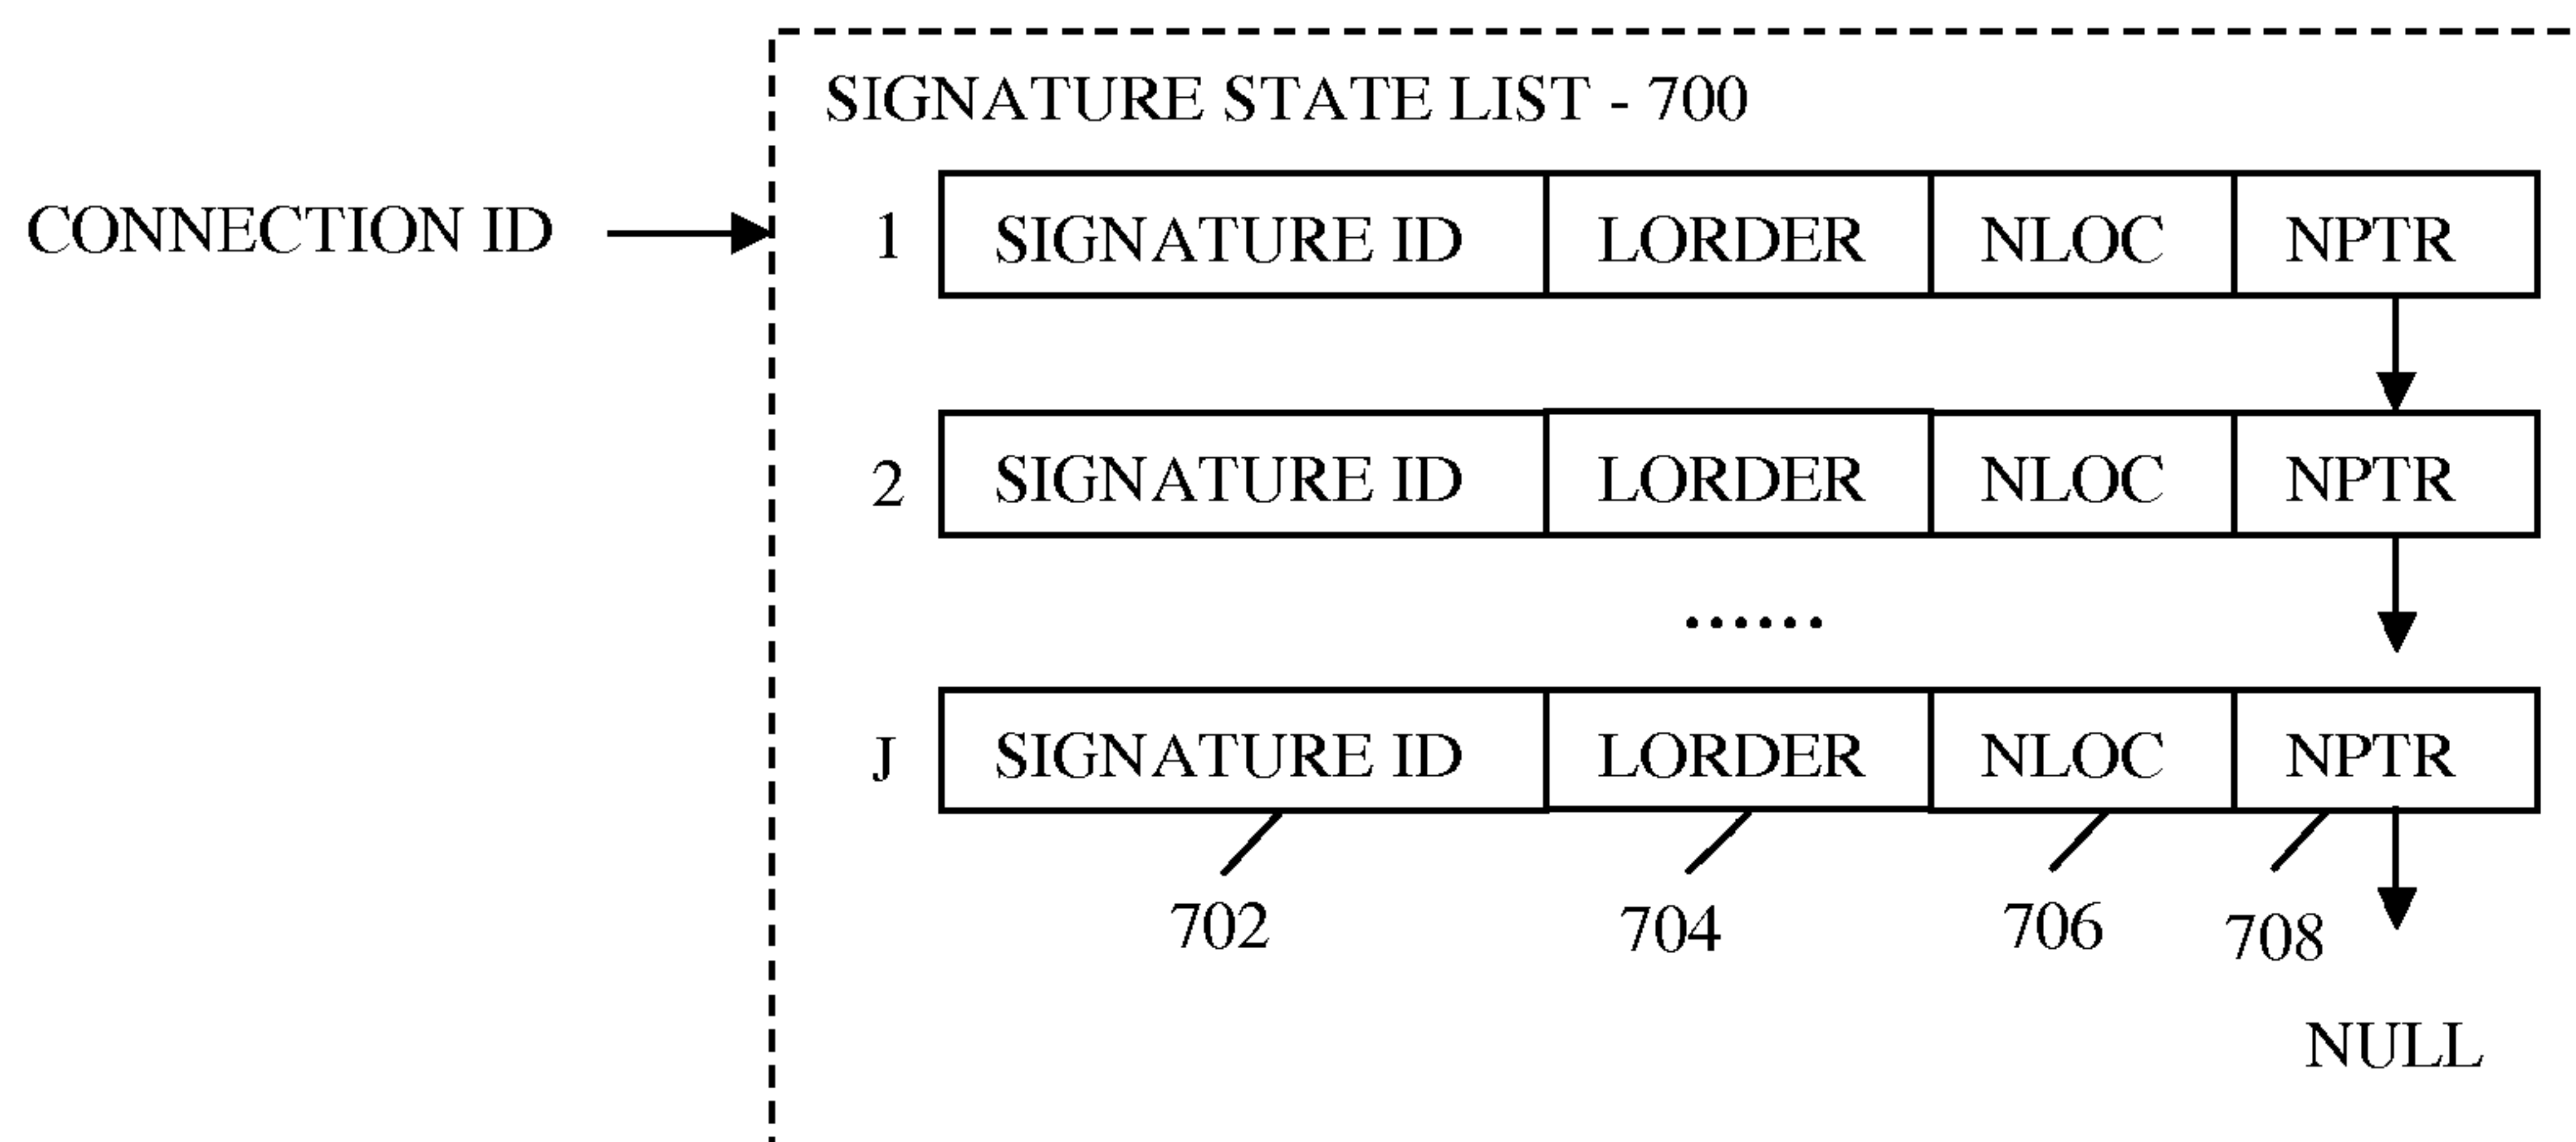 SIGNATURE STATE LIST - 700
CONNECTION ID
1 SIGNATURE ID LORDER NLOC NPTR
2 SIGNATURE ID LORDER NLOC NPTR
......
J SIGNATURE ID LORDER NLOC NPTR
702 704 706 708
NULL